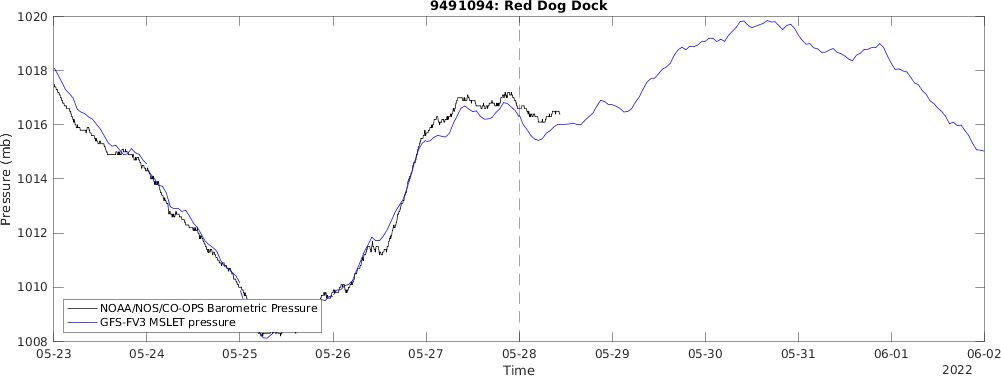 9491094: Red Dog Dock
Pressure (mb)
1020
1018
1016
1014
1012
1010
1008
NOAA/NOS/CO-OPS Barometric Pressure
GFS-FV3 MSLET pressure
05-23 05-24 05-25 05-26 05-27 05-28 05-29 05-30 05-31 06-01 06-02
Time
2022